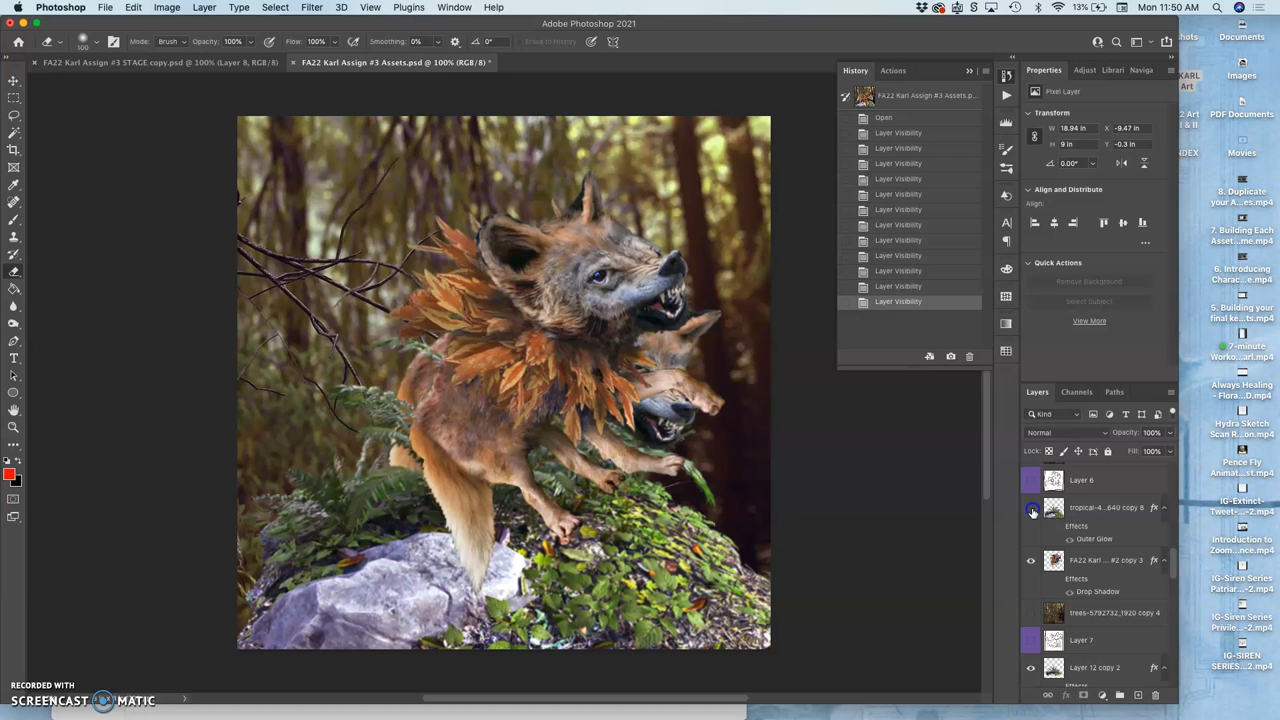 Photoshop File Edit Image Layer Type Select Filter 3D View Plugins Window Help 13% Mon 11:50 AM
Adobe Photoshop 2021
100 Mode: Brush Opacity: 100% Flow: 100% Smoothing: 0% 0° Erase to History
FA22 Karl Assign #3 STAGE copy.psd @ 100% (Layer 8, RGB/8) FA22 Karl Assign #3 Assets.psd @ 100% (RGB/8) *
History Actions
FA22 Karl Assign #3 Assets.p...
Open
Layer Visibility
Layer Visibility
Layer Visibility
Layer Visibility
Layer Visibility
Layer Visibility
Layer Visibility
Layer Visibility
Layer Visibility
Layer Visibility
Layer Visibility
Layer Visibility
Properties Adjust Librari Naviga
Pixel Layer
Transform
W 18.94 in X -9.47 in
H 9 in Y -0.3 in
0.00°
Align and Distribute
Align:
Quick Actions
Remove Background
Select Subject
View More
Layers Channels Paths
Kind
Normal Opacity: 100%
Lock: Fill: 100%
Layer 6
tropical-4...640 copy 8 fx
Effects
Outer Glow
FA22 Karl ... #2 copy 3 fx
Effects
Drop Shadow
trees-5792732_1920 copy 4
Layer 7
Layer 12 copy 2 fx
Effects
Documents
Images
KARL
Art
PDF Documents
Movies
8. Duplicate
your A...es.mp4
7. Building Each
Asset...me.mp4
6. Introducing
Charac...e.mp4
5. Building your
final ke...ts.mp4
7-minute
Worko...arl.mp4
Always Healing
- Flora...D.mp4
Hydra Sketch
Scan R...on.mp4
Pence Fly
Animat...st.mp4
IG-Extinct-
Tweet-...-2.mp4
Introduction to
Zoom...nce.mp4
IG-Siren Series
Patriar...-2.mp4
IG-Siren Series
Privile...-2.mp4
IG-SIREN
SERIES...-2.mp4
RECORDED WITH
SCREENCAST MATIC